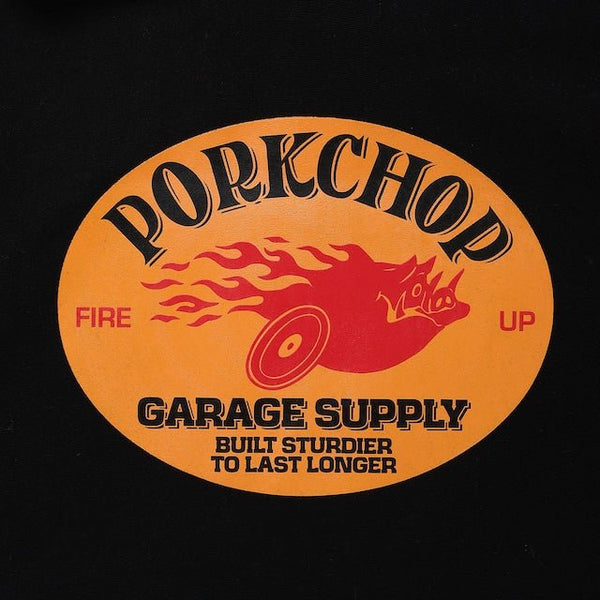 PORKCHOP
FIRE UP
GARAGE SUPPLY
BUILT STURDIER
TO LAST LONGER